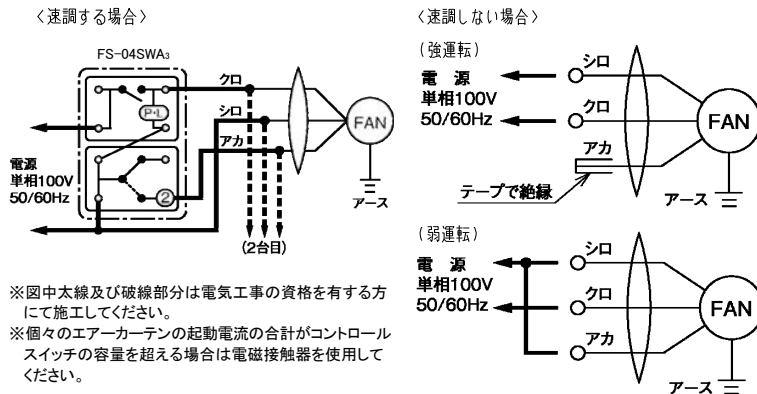 〈速調する場合〉
FS-04SWA₃
クロ
P・L
シロ
FAN
アカ
電源
単相100V
50/60Hz
2
アース
(2台目)
※図中太線及び破線部分は電気工事の資格を有する方
にて施工してください。
※個々のエアーカーテンの起動電流の合計がコントロール
スイッチの容量を超える場合は電磁接触器を使用して
ください。
〈速調しない場合〉
(強運転)
シロ
電源
単相100V
50/60Hz
クロ
FAN
アカ
テープで絶縁
アース
(弱運転)
シロ
電源
単相100V
50/60Hz
クロ
FAN
アカ
アース